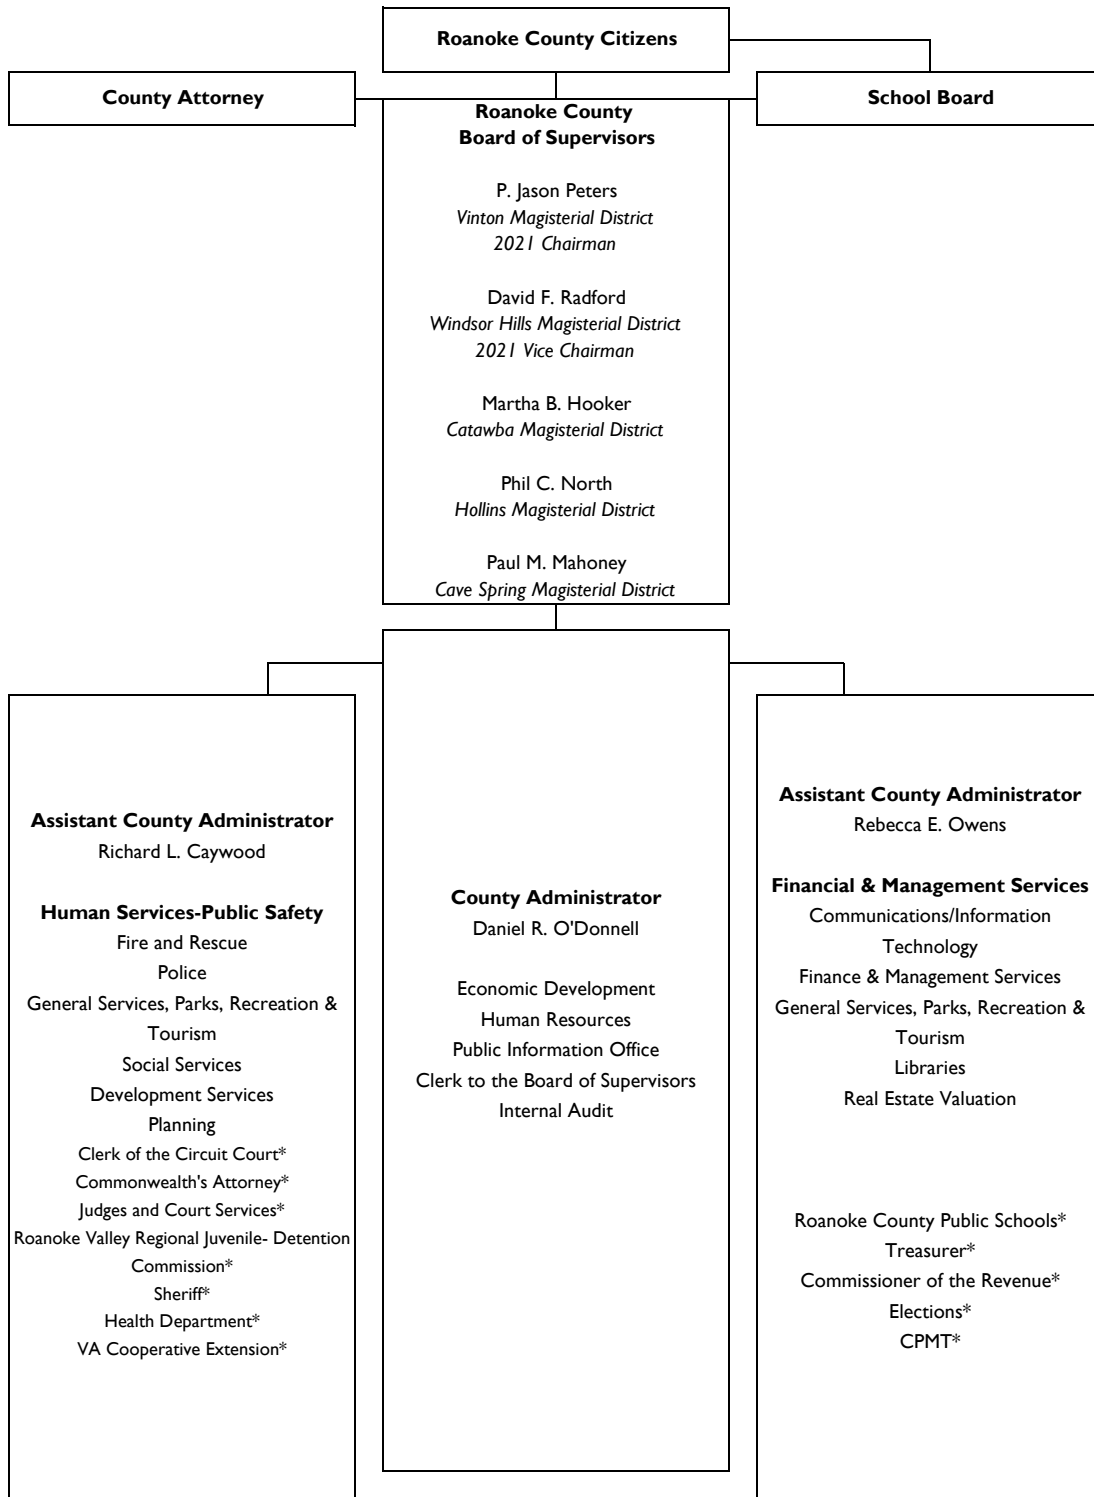 Roanoke County Citizens
County Attorney
School Board
Roanoke County
Board of Supervisors
P. Jason Peters
Vinton Magisterial District
2021 Chairman
David F. Radford
Windsor Hills Magisterial District
2021 Vice Chairman
Martha B. Hooker
Catawba Magisterial District
Phil C. North
Hollins Magisterial District
Paul M. Mahoney
Cave Spring Magisterial District
Assistant County Administrator
Richard L. Caywood
Human Services-Public Safety
Fire and Rescue
Police
General Services, Parks, Recreation &
Tourism
Social Services
Development Services
Planning
Clerk of the Circuit Court*
Commonwealth's Attorney*
Judges and Court Services*
Roanoke Valley Regional Juvenile- Detention
Commission*
Sheriff*
Health Department*
VA Cooperative Extension*
County Administrator
Daniel R. O'Donnell
Economic Development
Human Resources
Public Information Office
Clerk to the Board of Supervisors
Internal Audit
Assistant County Administrator
Rebecca E. Owens
Financial & Management Services
Communications/Information
Technology
Finance & Management Services
General Services, Parks, Recreation &
Tourism
Libraries
Real Estate Valuation
Roanoke County Public Schools*
Treasurer*
Commissioner of the Revenue*
Elections*
CPMT*